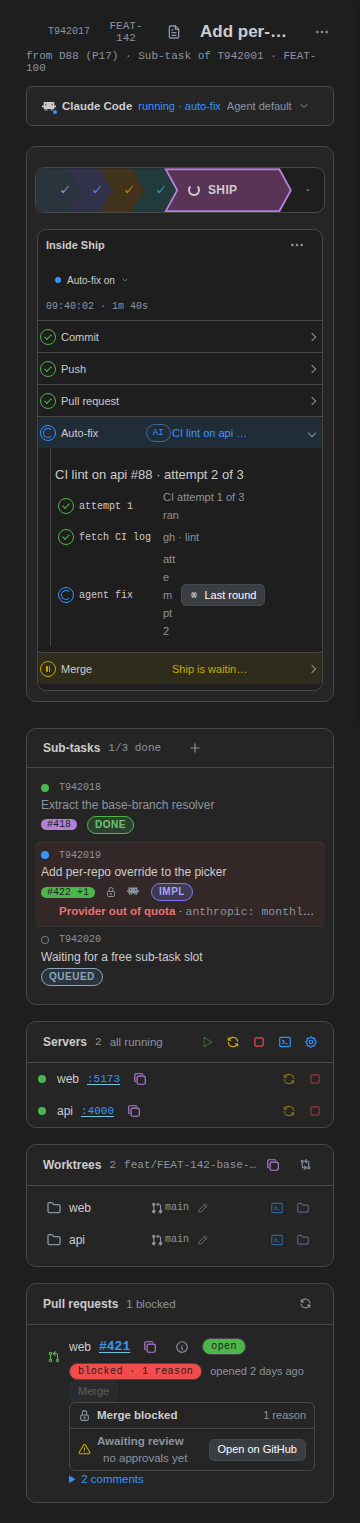 T942017 FEAT-142 Add per-…
from D88 (P17) · Sub-task of T942001 · FEAT-100
Claude Code running · auto-fix Agent default
SHIP
Inside Ship
Auto-fix on
09:40:02 · 1m 40s
Commit
Push
Pull request
Auto-fix AI CI lint on api …
CI lint on api #88 · attempt 2 of 3
attempt 1 CI attempt 1 of 3 ran
fetch CI log gh · lint
agent fix attempt 2 Last round
Merge Ship is waitin…
Sub-tasks 1/3 done
T942018
Extract the base-branch resolver
#418 DONE
T942019
Add per-repo override to the picker
#422 +1 IMPL
Provider out of quota · anthropic: monthl…
T942020
Waiting for a free sub-task slot
QUEUED
Servers 2 all running
web :5173
api :4000
Worktrees 2 feat/FEAT-142-base-…
web main
api main
Pull requests 1 blocked
web #421 open
blocked · 1 reason opened 2 days ago
Merge
Merge blocked 1 reason
Awaiting review
no approvals yet Open on GitHub
2 comments